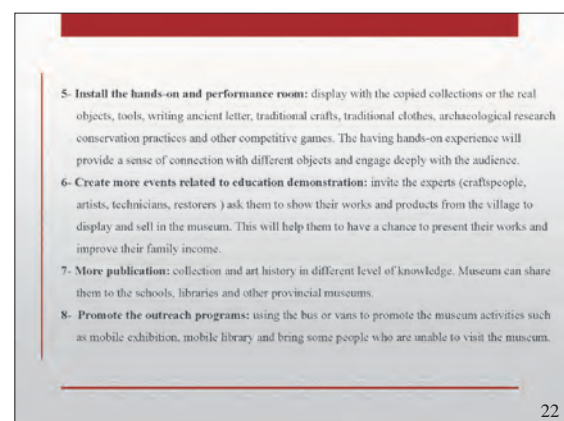 5- Install the hands-on and performance room: display with the copied collections or the real
objects, tools, writing ancient letter, traditional crafts, traditional clothes, archaeological research
conservation practices and other competitive games. The having hands-on experience will
provide a sense of connection with different objects and engage deeply with the audience.
6- Create more events related to education demonstration: invite the experts (craftspeople,
artists, technicians, restorers ) ask them to show their works and products from the village to
display and sell in the museum. This will help them to have a chance to present their works and
improve their family income.
7- More publication: collection and art history in different level of knowledge. Museum can share
them to the schools, libraries and other provincial museums.
8- Promote the outreach programs: using the bus or vans to promote the museum activities such
as mobile exhibition, mobile library and bring some people who are unable to visit the museum.
22